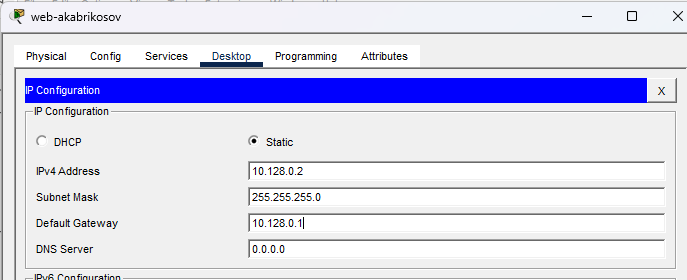 web-akabrikosov
Physical Config Services Desktop Programming Attributes
IP Configuration X
IP Configuration
DHCP Static
IPv4 Address 10.128.0.2
Subnet Mask 255.255.255.0
Default Gateway 10.128.0.1
DNS Server 0.0.0.0
IPv6 Configuration